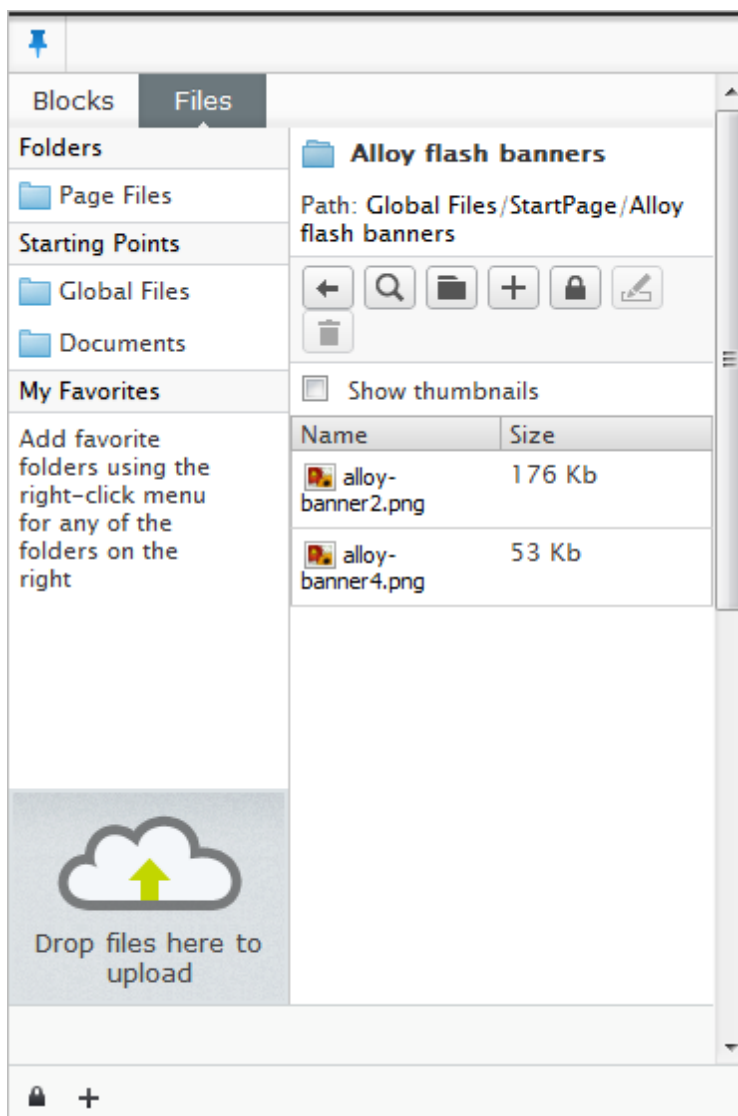 Blocks
Files
Folders
Page Files
Starting Points
Global Files
Documents
My Favorites
Add favorite
folders using the
right-click menu
for any of the
folders on the
right
Drop files here to
upload
Alloy flash banners
Path: Global Files/StartPage/Alloy
flash banners
Show thumbnails
Name Size
alloy- 176 Kb
banner2.png
alloy- 53 Kb
banner4.png